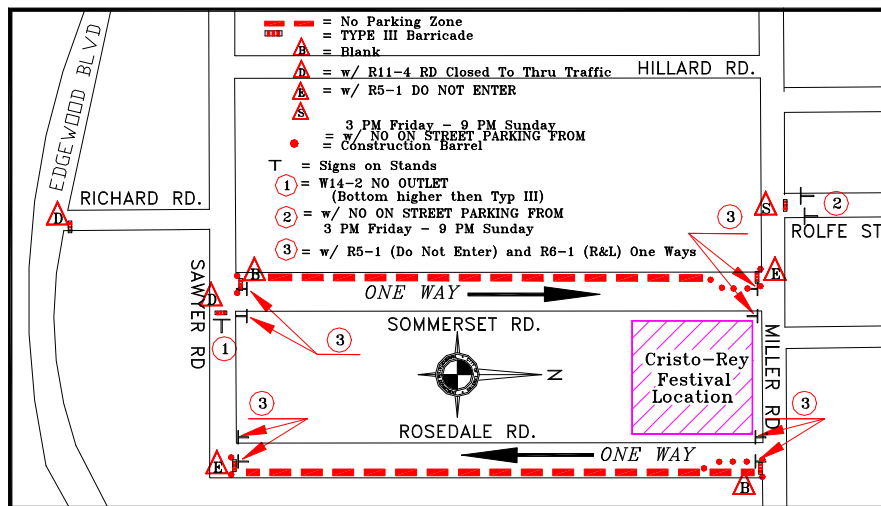 = No Parking Zone
= TYPE III Barricade
B = Blank
D = w/ R11-4 RD Closed To Thru Traffic
E = w/ R5-1 DO NOT ENTER
S
3 PM Friday - 9 PM Sunday
= w/ NO ON STREET PARKING FROM
= Construction Barrel
= Signs on Stands
1 = W14-2 NO OUTLET
(Bottom higher then Typ III)
2 = w/ NO ON STREET PARKING FROM
3 PM Friday - 9 PM Sunday
3 = w/ R5-1 (Do Not Enter) and R6-1 (R&L) One Ways
HILLARD RD.
EDGEWOOD BLVD
RICHARD RD.
D
S
2
3
ROLFE ST
SAWYER RD
B
E
ONE WAY
D
SOMMERSET RD.
1
3
N
Cristo-Rey
Festival
Location
MILLER RD
3
3
ROSEDALE RD.
ONE WAY
E
B